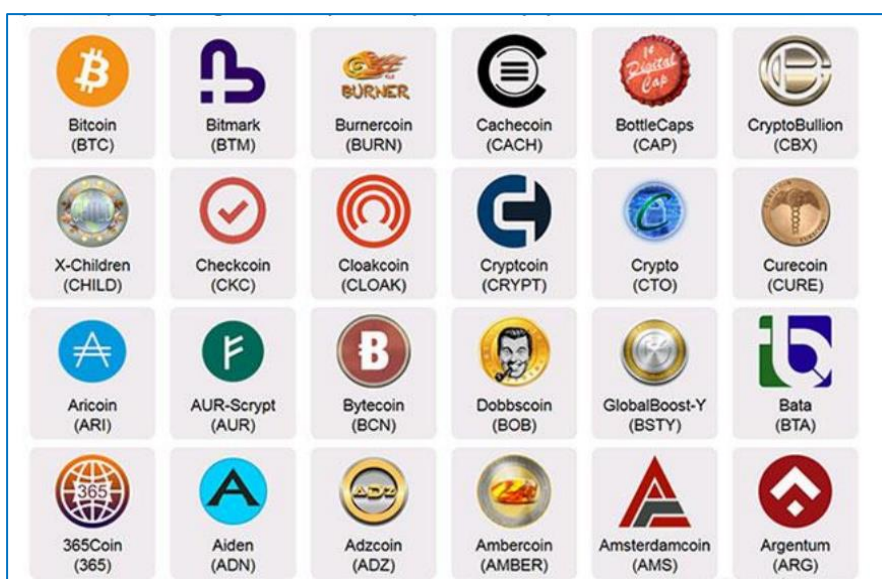 BURNER
1¢
Digital
Cap
Bitcoin
(BTC)
Bitmark
(BTM)
Burnercoin
(BURN)
Cachecoin
(CACH)
BottleCaps
(CAP)
CryptoBullion
(CBX)
CHILD
X-Children
(CHILD)
Checkcoin
(CKC)
Cloakcoin
(CLOAK)
Cryptcoin
(CRYPT)
Crypto
(CTO)
Curecoin
(CURE)
Aricoin
(ARI)
AUR-Scrypt
(AUR)
Bytecoin
(BCN)
Dobbscoin
(BOB)
GlobalBoost-Y
(BSTY)
Bata
(BTA)
365
ADZ
365Coin
(365)
Aiden
(ADN)
Adzcoin
(ADZ)
Ambercoin
(AMBER)
Amsterdamcoin
(AMS)
Argentum
(ARG)